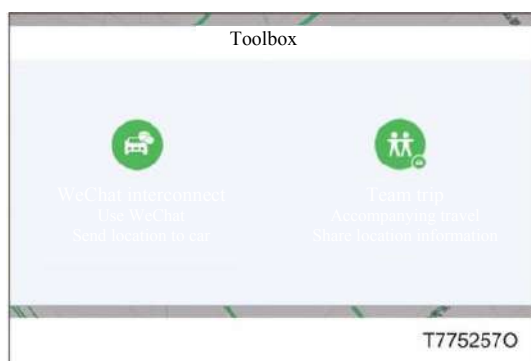 Toolbox
WeChat interconnect
Use WeChat
Send location to car
Team trip
Accompanying travel
Share location information
T775257O